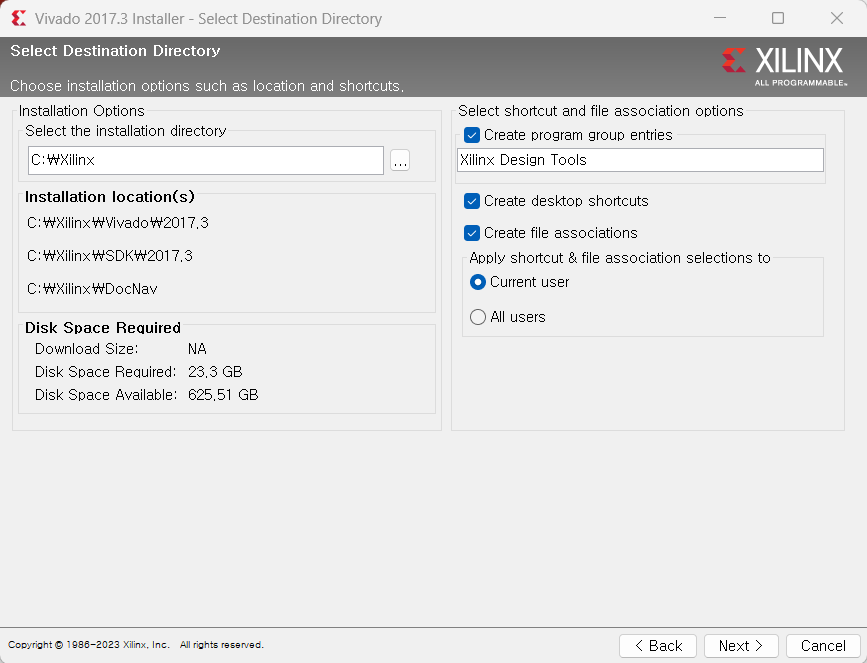 Vivado 2017.3 Installer - Select Destination Directory
Select Destination Directory
Choose installation options such as location and shortcuts.
XILINX
ALL PROGRAMMABLE™
Installation Options
Select the installation directory
C:₩Xilinx
...
Installation location(s)
C:₩Xilinx₩Vivado₩2017.3
C:₩Xilinx₩SDK₩2017.3
C:₩Xilinx₩DocNav
Disk Space Required
Download Size: NA
Disk Space Required: 23.3 GB
Disk Space Available: 625.51 GB
Select shortcut and file association options
Create program group entries
Xilinx Design Tools
Create desktop shortcuts
Create file associations
Apply shortcut & file association selections to
Current user
All users
Copyright © 1986-2023 Xilinx, Inc. All rights reserved.
< Back
Next >
Cancel